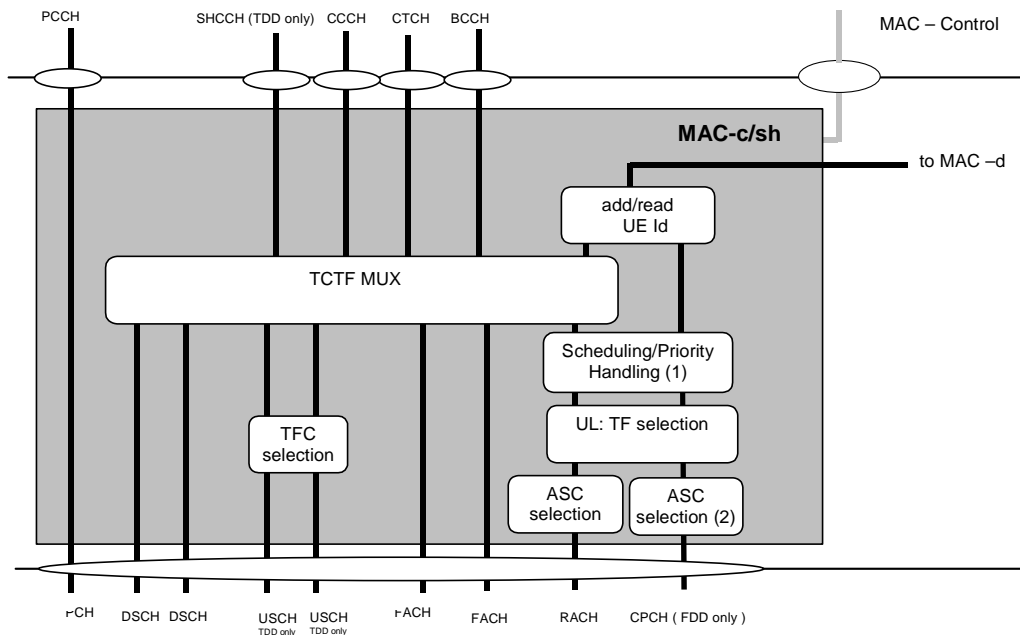 PCCH
SHCCH (TDD only)
CCCH
CTCH
BCCH
MAC – Control
MAC-c/sh
to MAC –d
add/read
UE Id
TCTF MUX
Scheduling/Priority
Handling (1)
UL: TF selection
TFC
selection
ASC
selection
ASC
selection (2)
CH
DSCH
DSCH
USCH
TDD only
USCH
TDD only
ACH
FACH
RACH
CPCH ( FDD only )